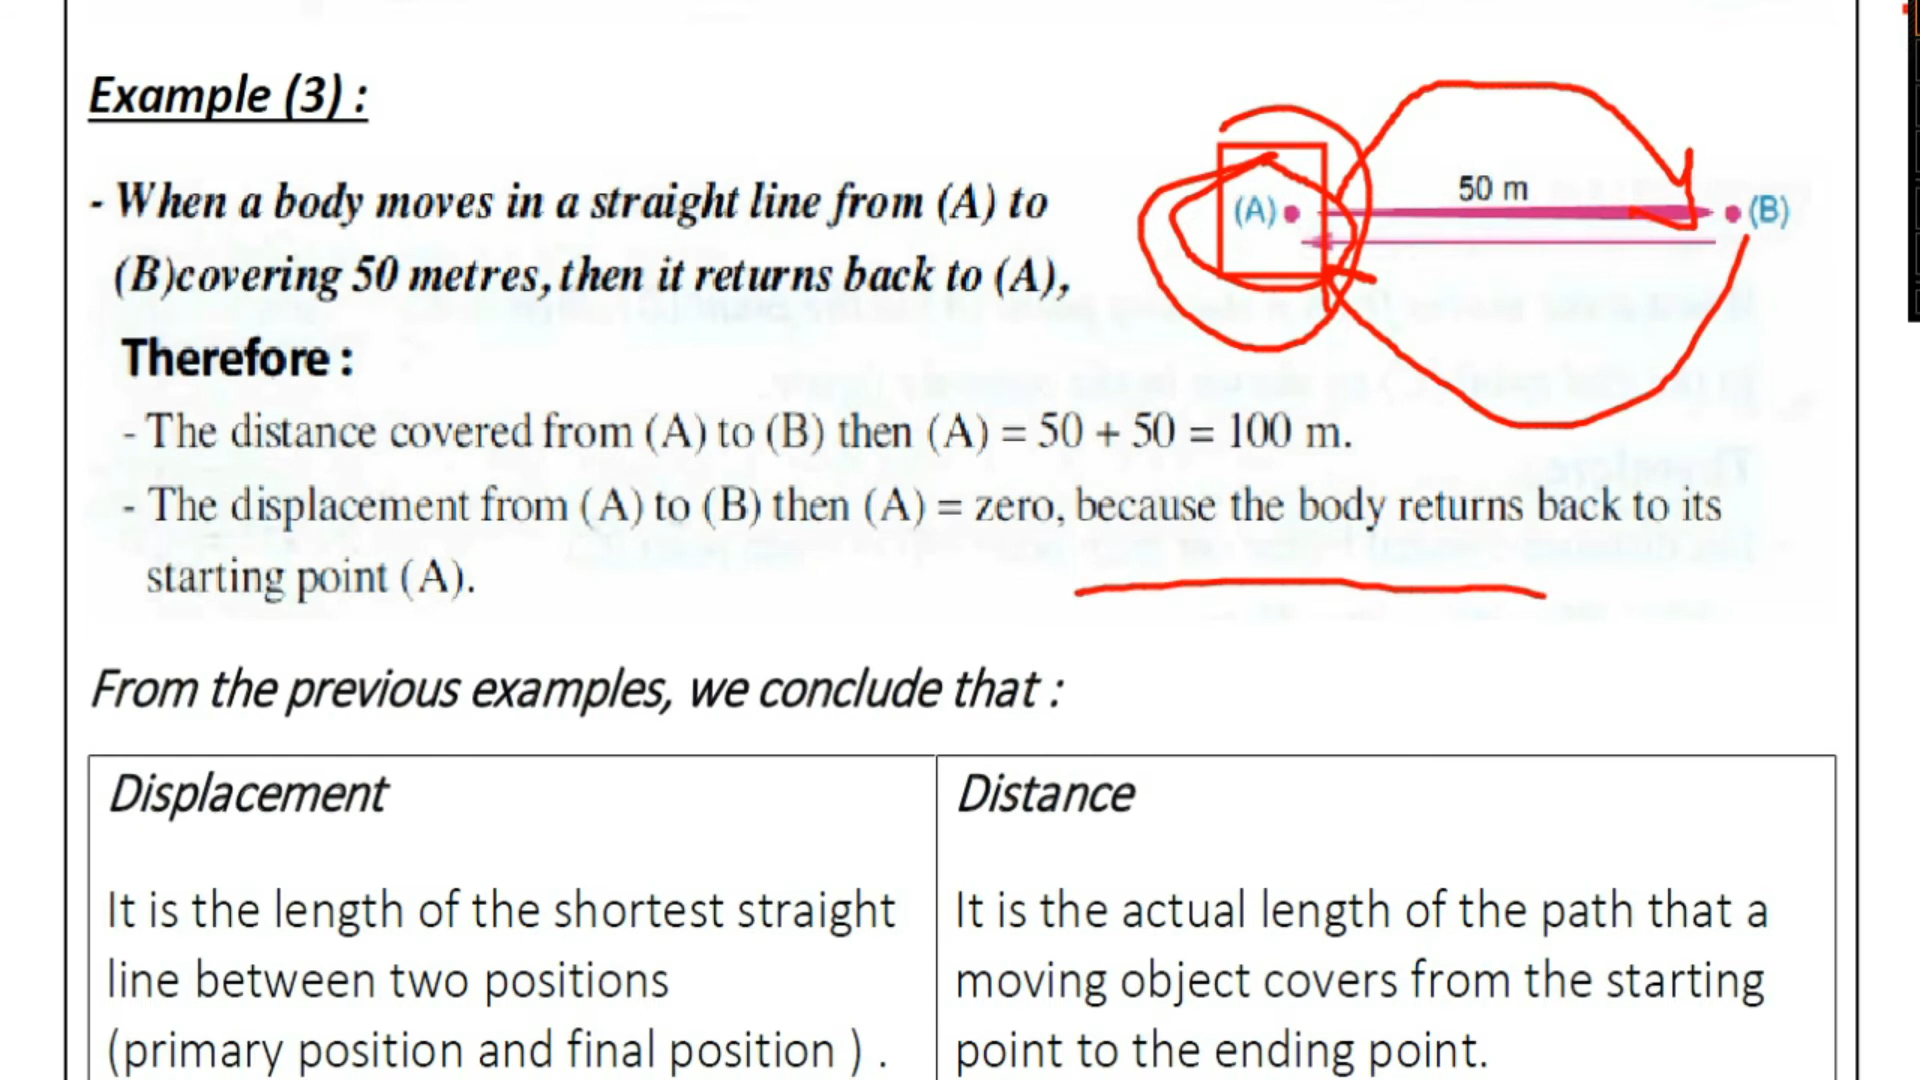 Example (3) :
- When a body moves in a straight line from (A) to
(B)covering 50 metres, then it returns back to (A),
(A) 50 m (B)
Therefore :
- The distance covered from (A) to (B) then (A) = 50 + 50 = 100 m.
- The displacement from (A) to (B) then (A) = zero, because the body returns back to its
starting point (A).
From the previous examples, we conclude that :
Displacement
It is the length of the shortest straight
line between two positions
(primary position and final position ) .
Distance
It is the actual length of the path that a
moving object covers from the starting
point to the ending point.